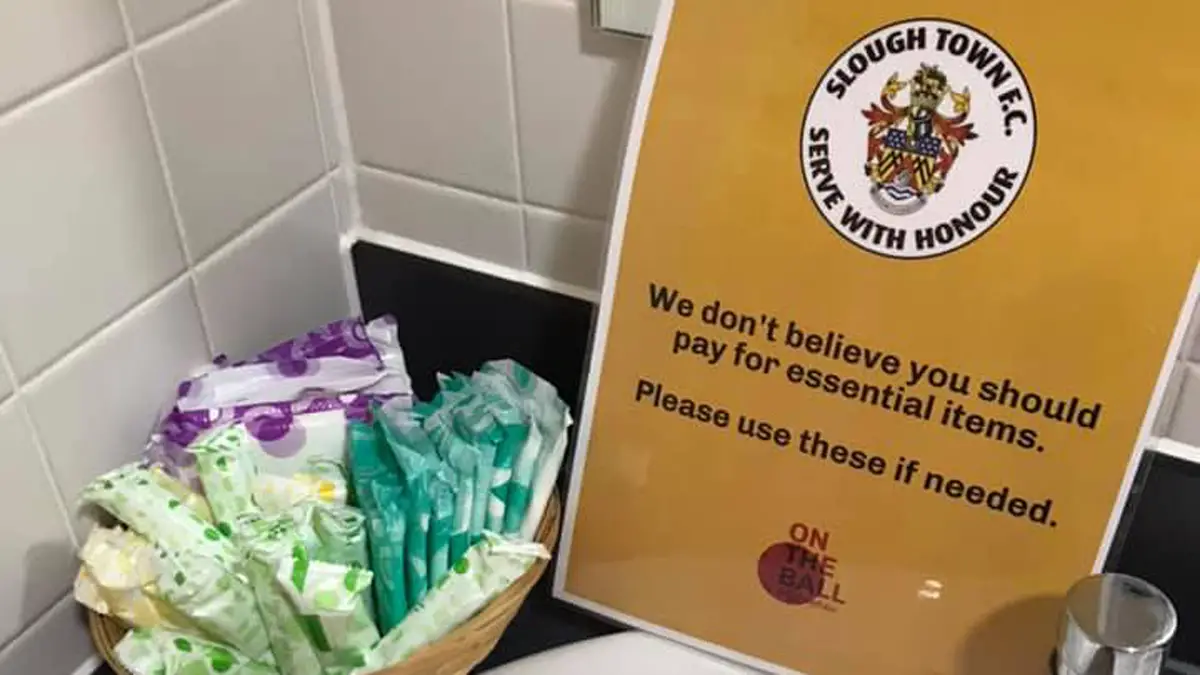 SLOUGH TOWN F.C.
SERVE WITH HONOUR
We don't believe you should
pay for essential items.
Please use these if needed.
ON
THE
BALL